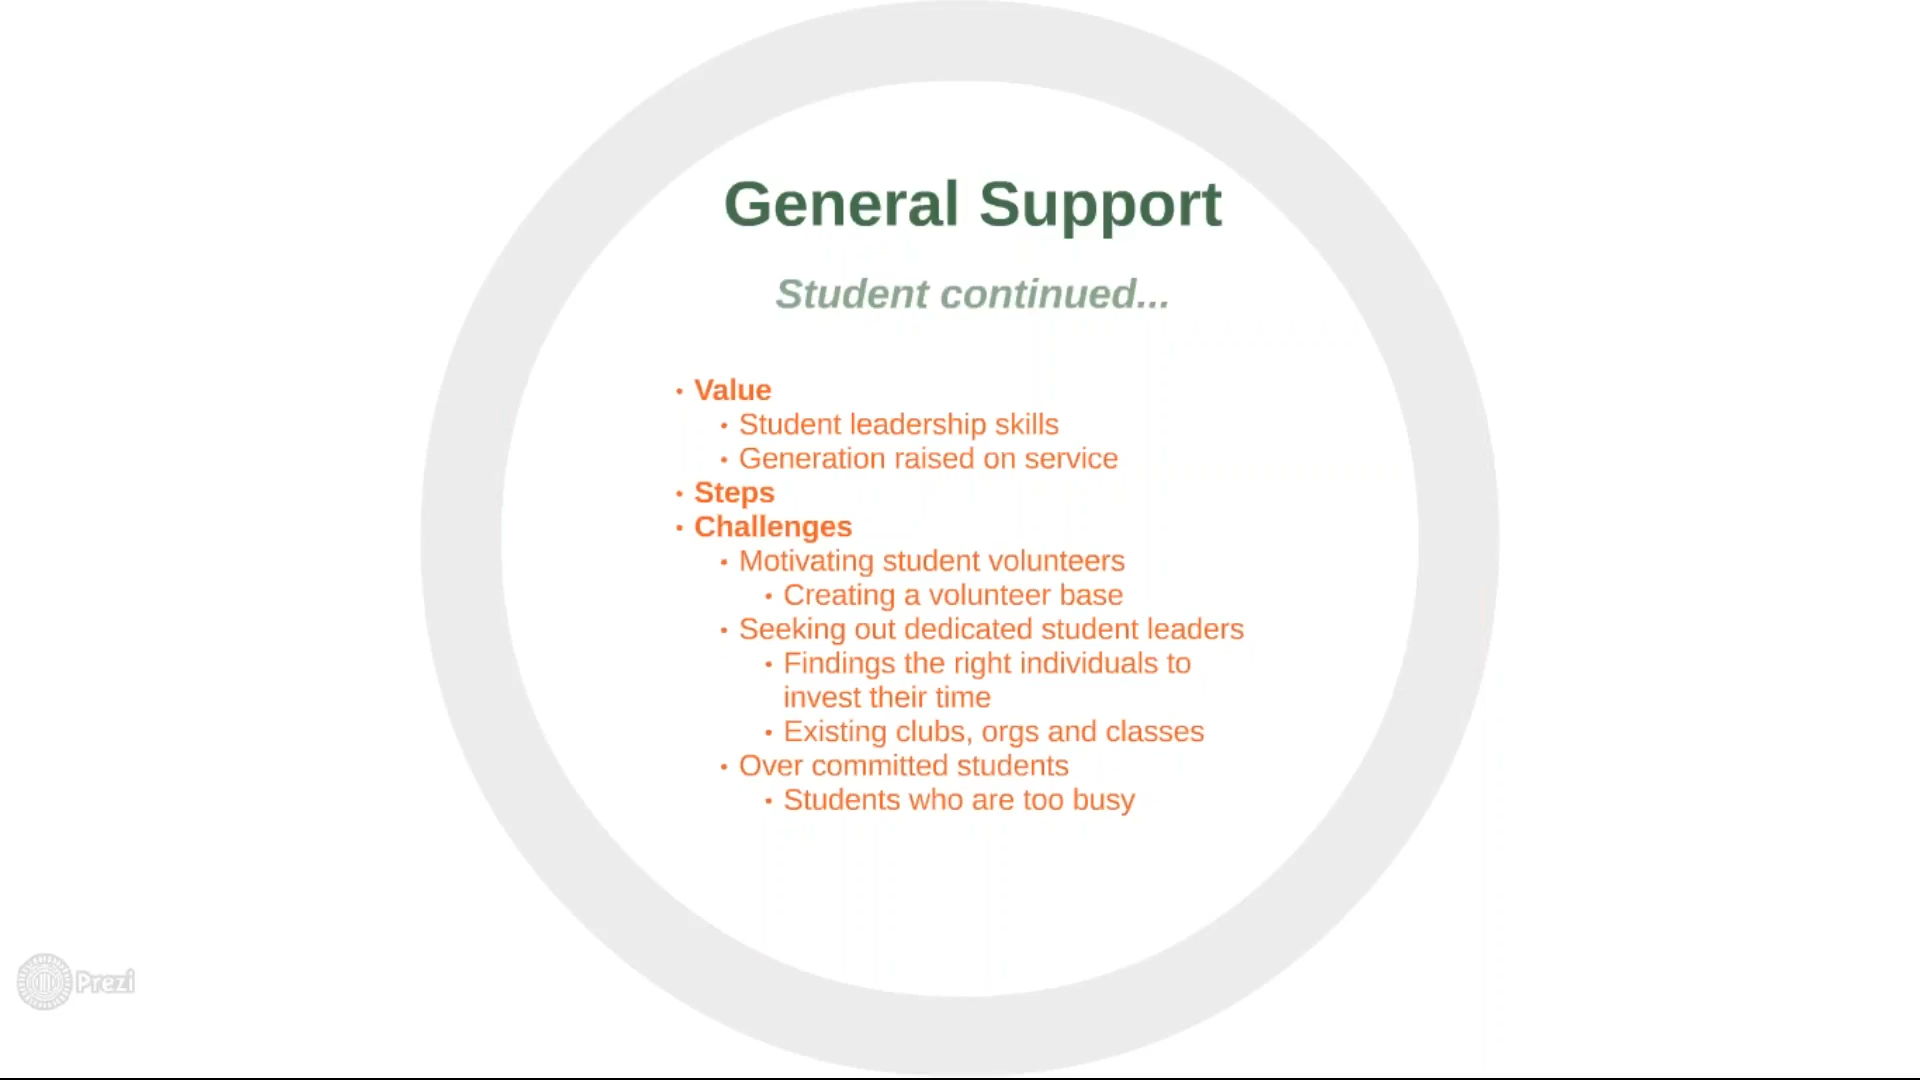 General Support
Student continued...
• Value
• Student leadership skills
• Generation raised on service
• Steps
• Challenges
• Motivating student volunteers
• Creating a volunteer base
• Seeking out dedicated student leaders
• Findings the right individuals to
invest their time
• Existing clubs, orgs and classes
• Over committed students
• Students who are too busy
Prezi